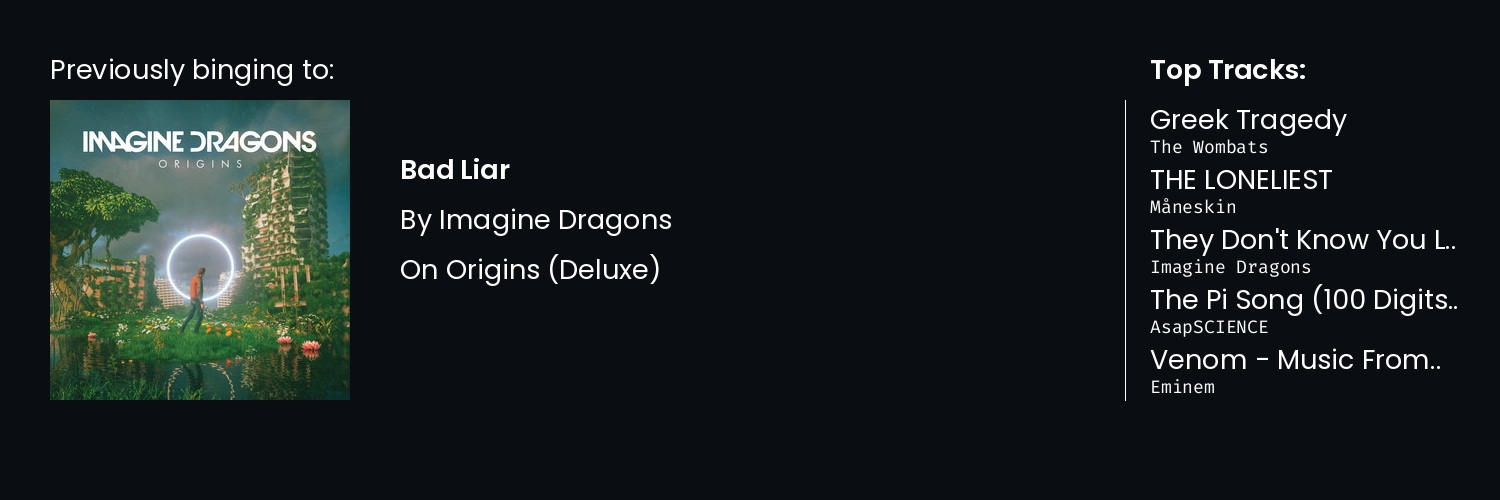 Previously binging to:
IMAGINE DRAGONS
ORIGINS
Bad Liar
By Imagine Dragons
On Origins (Deluxe)
Top Tracks:
Greek Tragedy
The Wombats
THE LONELIEST
Måneskin
They Don't Know You L..
Imagine Dragons
The Pi Song (100 Digits..
AsapSCIENCE
Venom - Music From..
Eminem